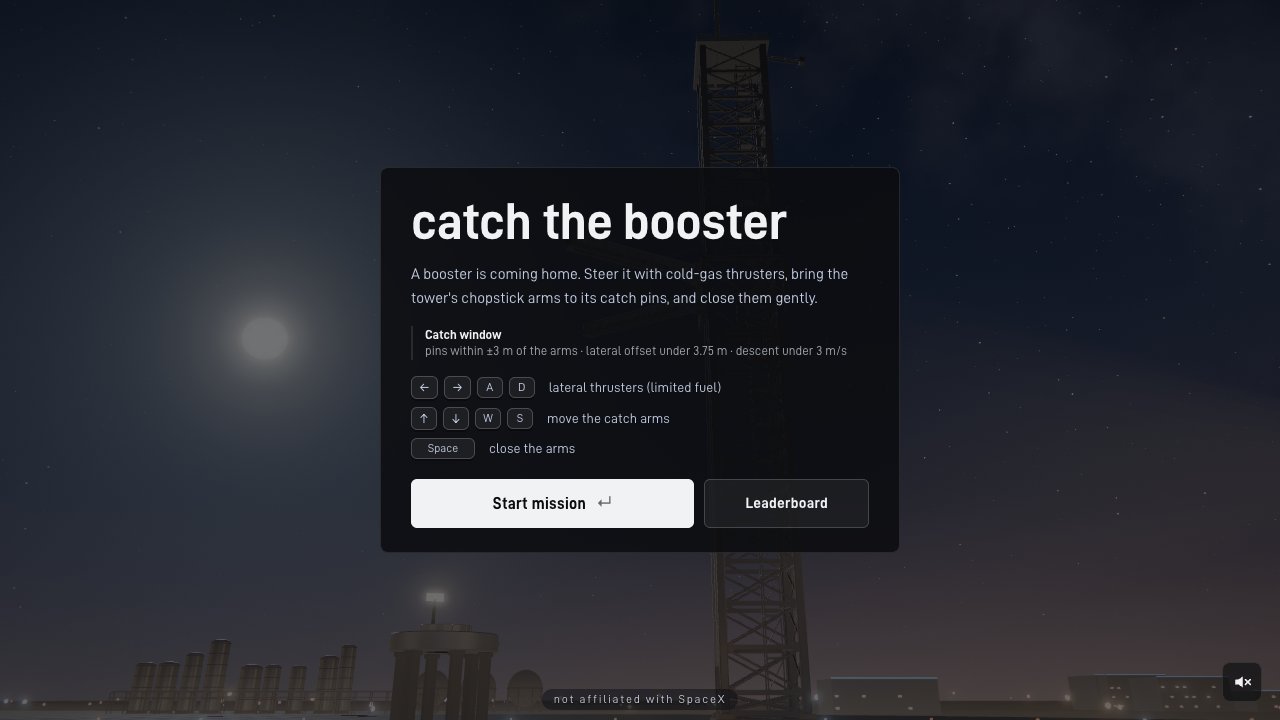 catch the booster
A booster is coming home. Steer it with cold-gas thrusters, bring the
tower's chopstick arms to its catch pins, and close them gently.
Catch window
pins within ±3 m of the arms · lateral offset under 3.75 m · descent under 3 m/s
← → A D lateral thrusters (limited fuel)
↑ ↓ W S move the catch arms
Space close the arms
Start mission ↵ Leaderboard
not affiliated with SpaceX